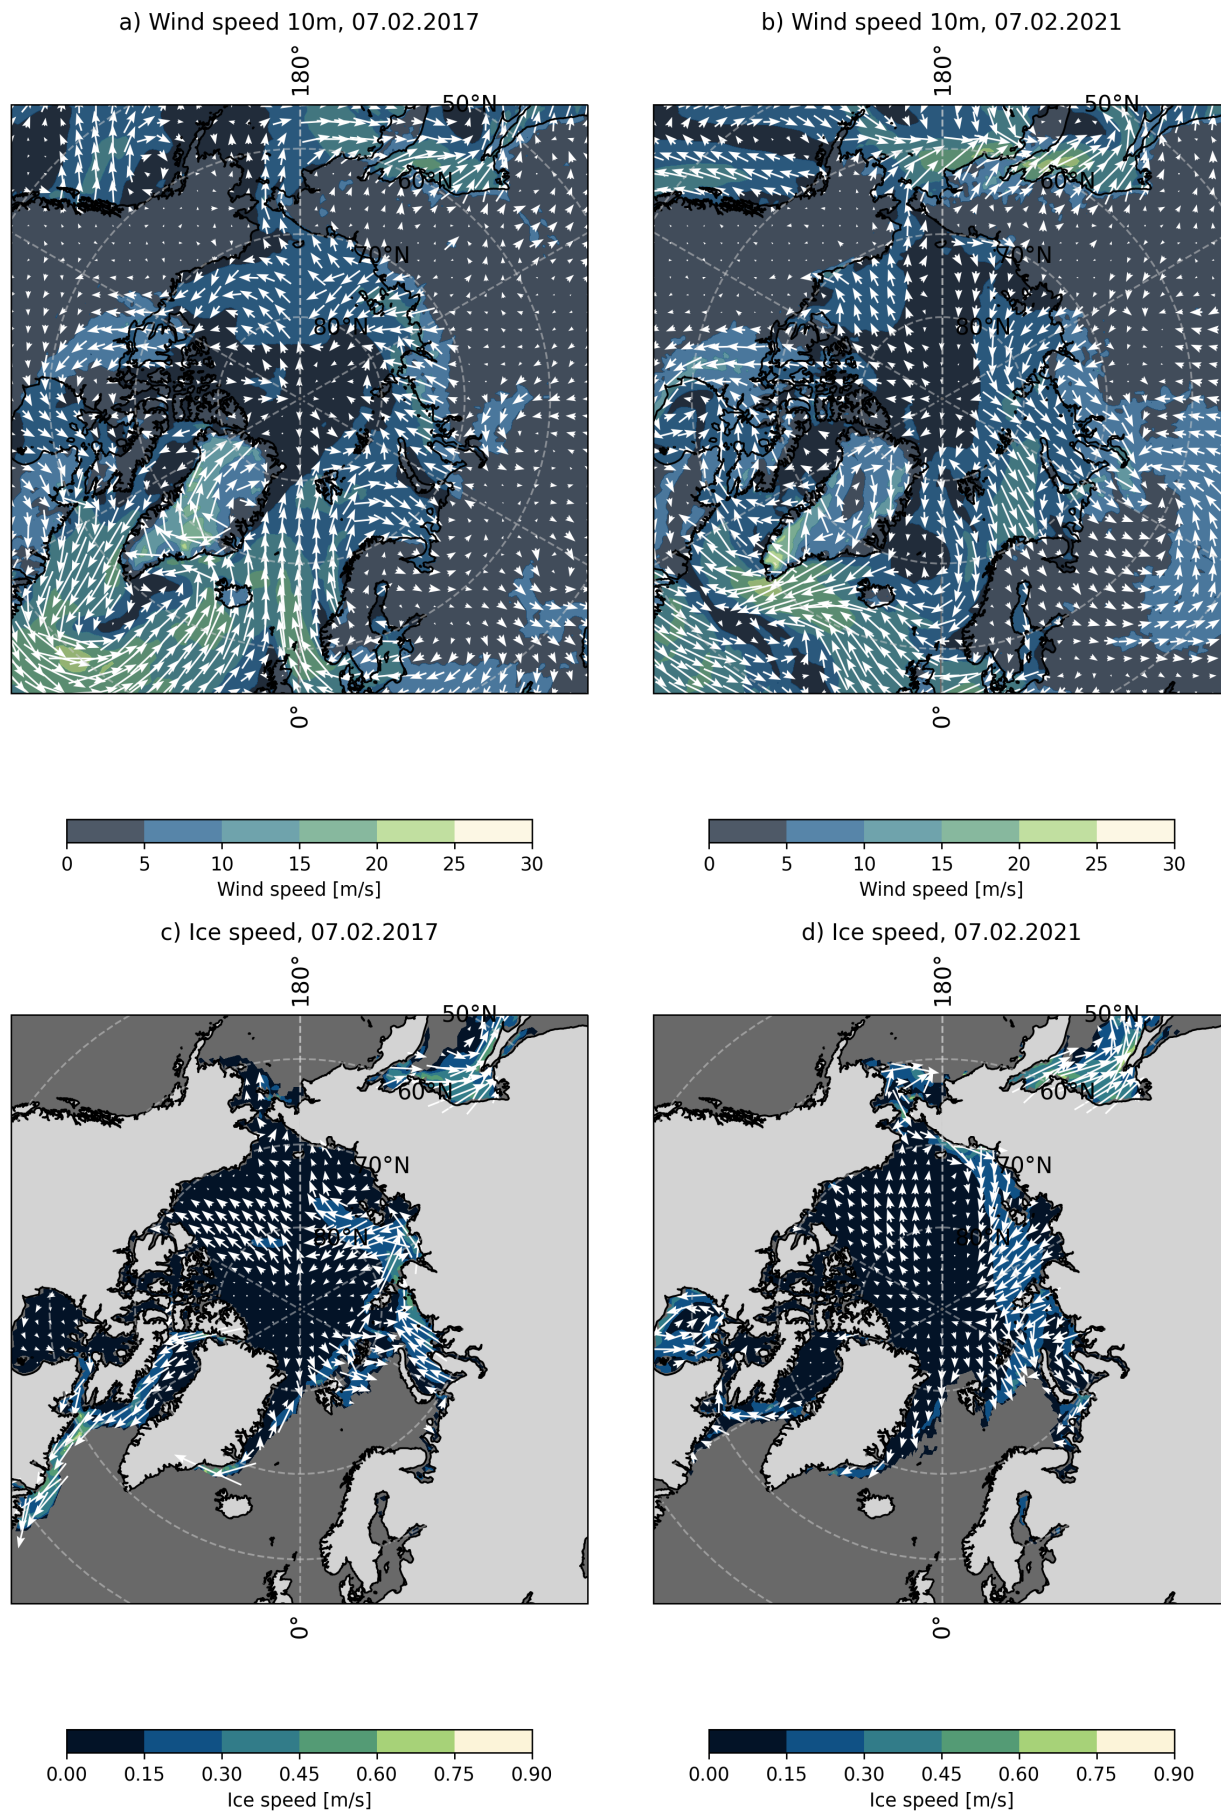 a) Wind speed 10m, 07.02.2017
b) Wind speed 10m, 07.02.2021
180°
180°
50°N
50°N
60°N
60°N
70°N
70°N
80°N
80°N
0°
0°
0 5 10 15 20 25 30
0 5 10 15 20 25 30
Wind speed [m/s]
Wind speed [m/s]
c) Ice speed, 07.02.2017
d) Ice speed, 07.02.2021
180°
180°
50°N
50°N
60°N
60°N
70°N
70°N
80°N
80°N
0°
0°
0.00 0.15 0.30 0.45 0.60 0.75 0.90
0.00 0.15 0.30 0.45 0.60 0.75 0.90
Ice speed [m/s]
Ice speed [m/s]